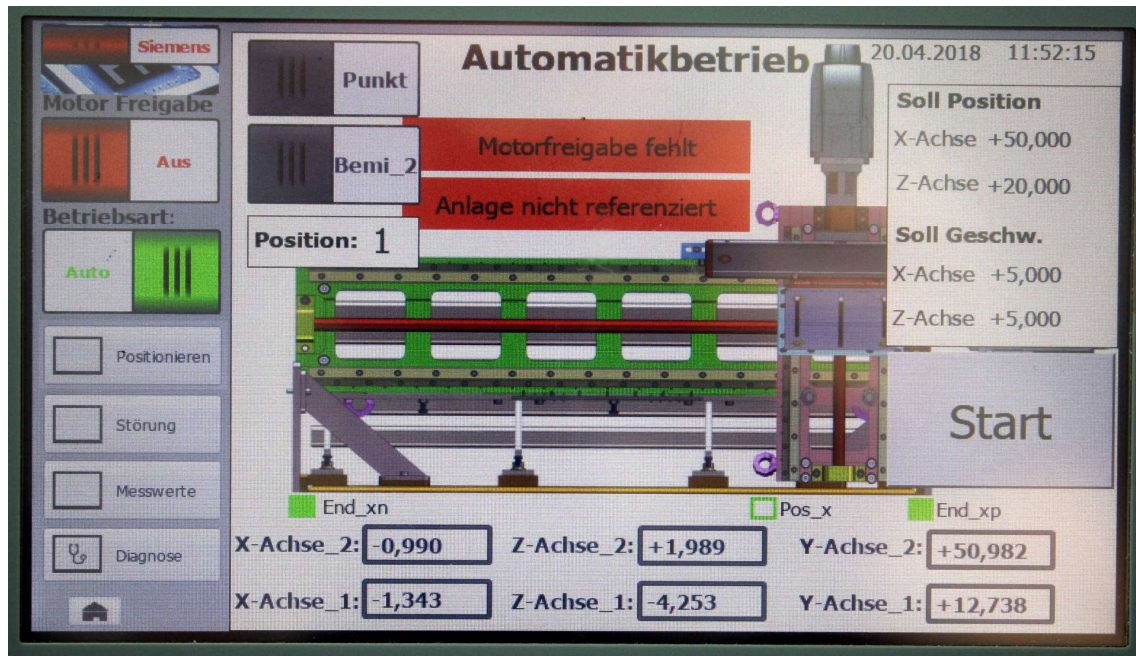 Siemens
Motor Freigabe
Aus
Betriebsart:
Auto
Positionieren
Störung
Messwerte
Diagnose
Punkt
Bemi_2
Position: 1
Automatikbetrieb
20.04.2018 11:52:15
Motorfreigabe fehlt
Anlage nicht referenziert
Soll Position
X-Achse +50,000
Z-Achse +20,000
Soll Geschw.
X-Achse +5,000
Z-Achse +5,000
Start
End_xn
Pos_x
End_xp
X-Achse_2: -0,990
Z-Achse_2: +1,989
Y-Achse_2: +50,982
X-Achse_1: -1,343
Z-Achse_1: -4,253
Y-Achse_1: +12,738